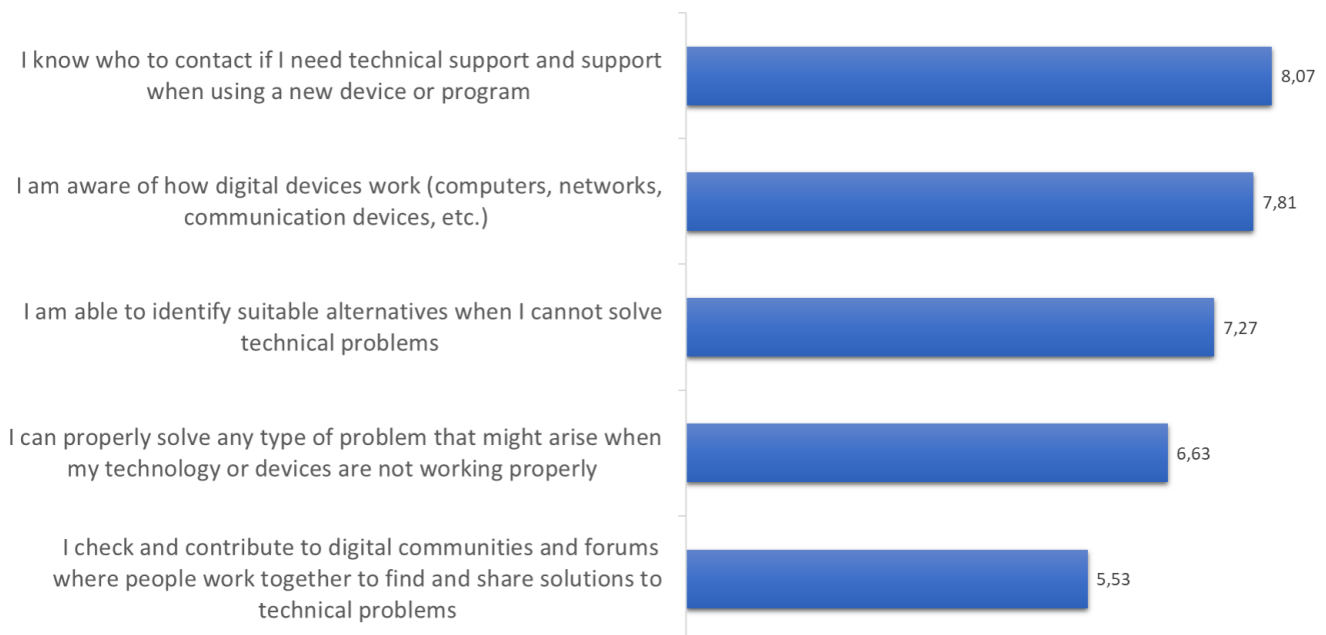 I know who to contact if I need technical support and support
when using a new device or program
8,07
I am aware of how digital devices work (computers, networks,
communication devices, etc.)
7,81
I am able to identify suitable alternatives when I cannot solve
technical problems
7,27
I can properly solve any type of problem that might arise when
my technology or devices are not working properly
6,63
I check and contribute to digital communities and forums
where people work together to find and share solutions to
technical problems
5,53